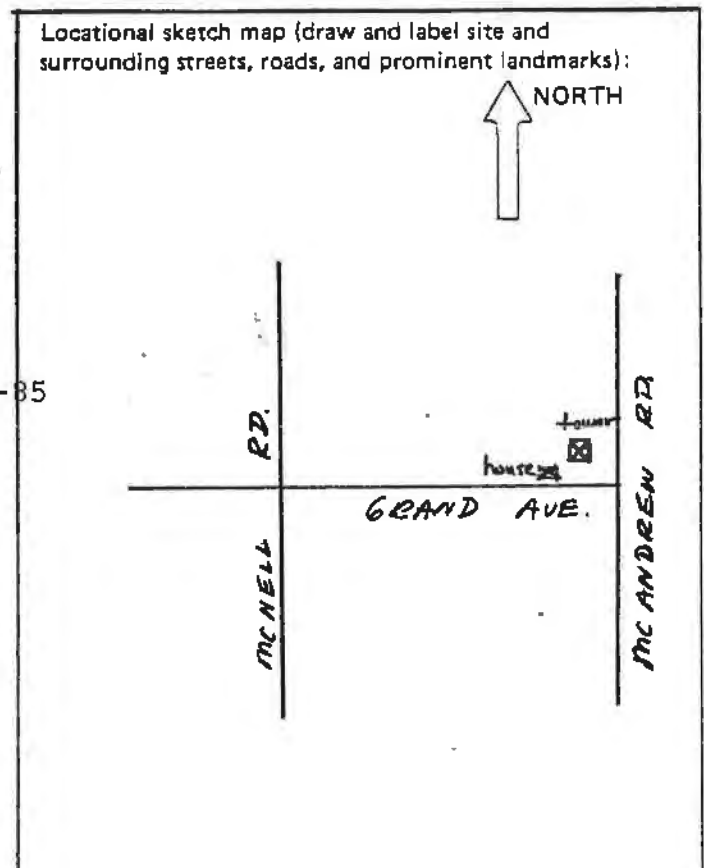 Locational sketch map (draw and label site and
surrounding streets, roads, and prominent landmarks):
NORTH
-85
RD.
MC NELL
tower
house
GRAND AVE.
MC ANDREW RD